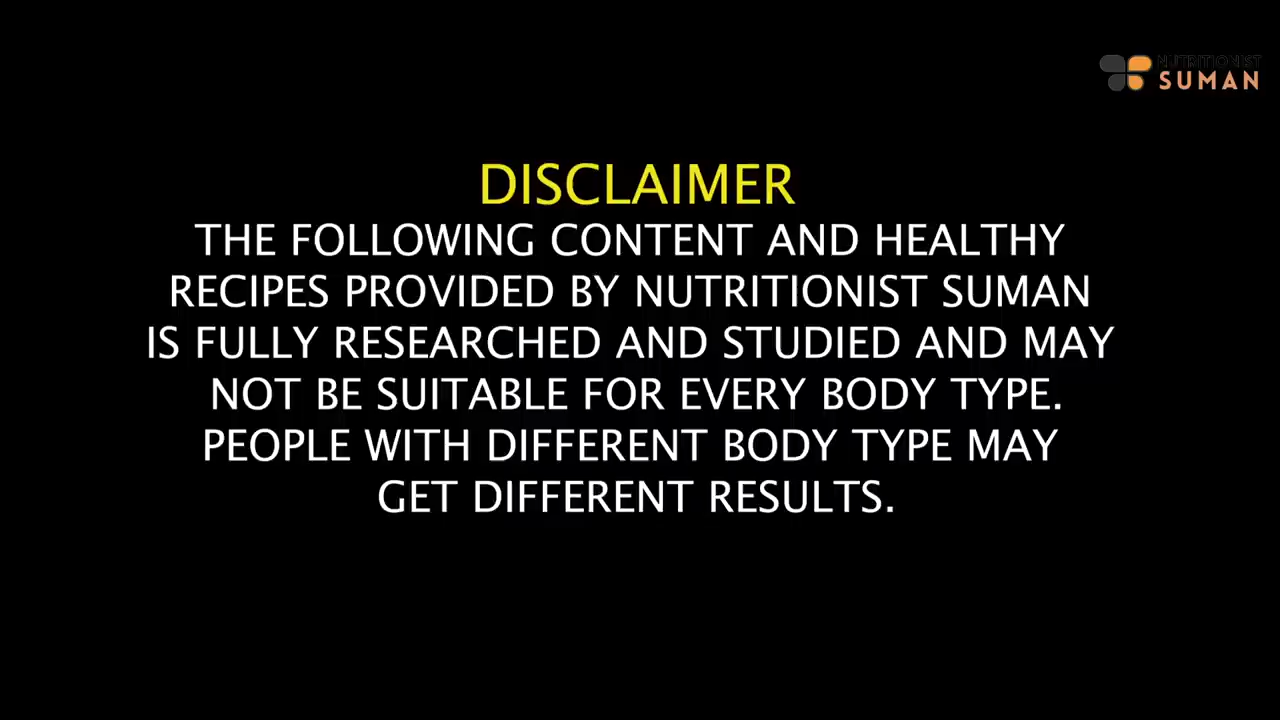 NUTRITIONIST
SUMAN
DISCLAIMER
THE FOLLOWING CONTENT AND HEALTHY
RECIPES PROVIDED BY NUTRITIONIST SUMAN
IS FULLY RESEARCHED AND STUDIED AND MAY
NOT BE SUITABLE FOR EVERY BODY TYPE.
PEOPLE WITH DIFFERENT BODY TYPE MAY
GET DIFFERENT RESULTS.